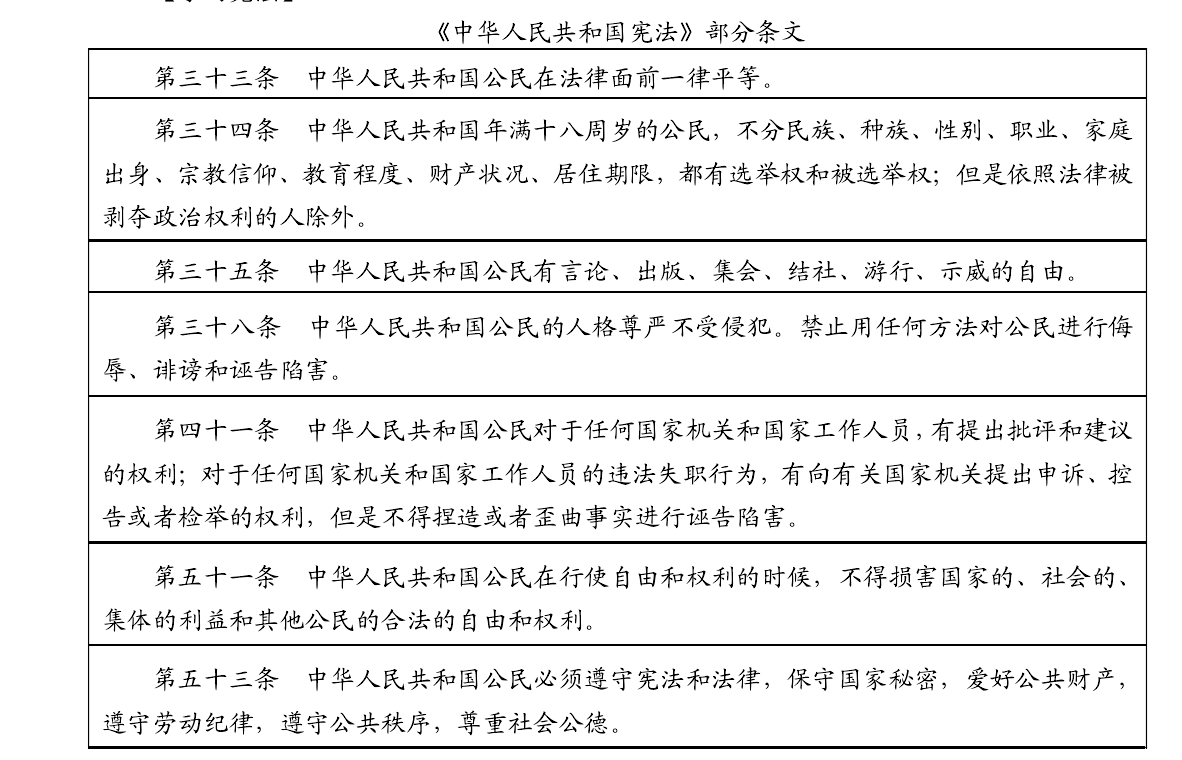 《中华人民共和国宪法》部分条文
第三十三条 中华人民共和国公民在法律面前一律平等。
第三十四条 中华人民共和国年满十八周岁的公民，不分民族、种族、性别、职业、家庭
出身、宗教信仰、教育程度、财产状况、居住期限，都有选举权和被选举权；但是依照法律被
剥夺政治权利的人除外。
第三十五条 中华人民共和国公民有言论、出版、集会、结社、游行、示威的自由。
第三十八条 中华人民共和国公民的人格尊严不受侵犯。禁止用任何方法对公民进行侮
辱、诽谤和诬告陷害。
第四十一条 中华人民共和国公民对于任何国家机关和国家工作人员，有提出批评和建议
的权利；对于任何国家机关和国家工作人员的违法失职行为，有向有关国家机关提出申诉、控
告或者检举的权利，但是不得捏造或者歪曲事实进行诬告陷害。
第五十一条 中华人民共和国公民在行使自由和权利的时候，不得损害国家的、社会的、
集体的利益和其他公民的合法的自由和权利。
第五十三条 中华人民共和国公民必须遵守宪法和法律，保守国家秘密，爱好公共财产，
遵守劳动纪律，遵守公共秩序，尊重社会公德。